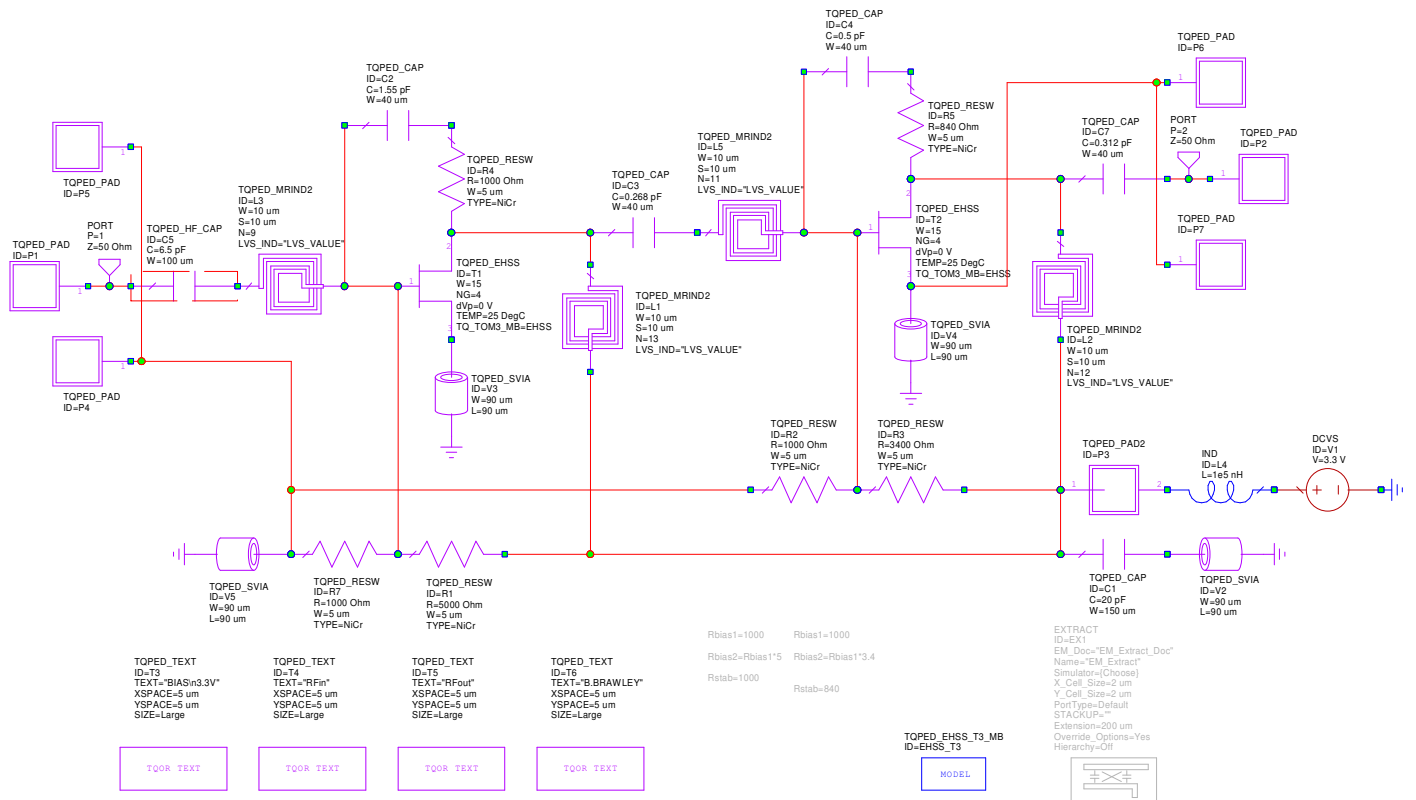 TQPED_CAP
ID=C4
C=0.5 pF
W=40 um
TQPED_PAD
ID=P6
TQPED_CAP
ID=C2
C=1.55 pF
W=40 um
1
TQPED_RESW
ID=R5
R=840 Ohm
W=5 um
TYPE=NiCr
TQPED_CAP
ID=C7
C=0.312 pF
W=40 um
PORT
P=2
Z=50 Ohm
TQPED_PAD
ID=P2
1
TQPED_PAD
ID=P5
1
TQPED_RESW
ID=R4
R=1000 Ohm
W=5 um
TYPE=NiCr
TQPED_MRIND2
ID=L5
W=10 um
S=10 um
N=11
LVS_IND="LVS_VALUE"
TQPED_CAP
ID=C3
C=0.268 pF
W=40 um
TQPED_MRIND2
ID=L3
W=10 um
S=10 um
N=9
LVS_IND="LVS_VALUE"
2
TQPED_EHSS
ID=T2
W=15
NG=4
dVp=0 V
TEMP=25 DegC
TQ_TOM3_MB=EHSS
1
3
TQPED_PAD
ID=P7
1
PORT
P=1
Z=50 Ohm
TQPED_HF_CAP
ID=C5
C=6.5 pF
W=100 um
TQPED_PAD
ID=P1
1
2
TQPED_EHSS
ID=T1
W=15
NG=4
dVp=0 V
TEMP=25 DegC
TQ_TOM3_MB=EHSS
1
3
TQPED_MRIND2
ID=L1
W=10 um
S=10 um
N=13
LVS_IND="LVS_VALUE"
TQPED_SVIA
ID=V4
W=90 um
L=90 um
TQPED_MRIND2
ID=L2
W=10 um
S=10 um
N=12
LVS_IND="LVS_VALUE"
1
TQPED_PAD
ID=P4
TQPED_SVIA
ID=V3
W=90 um
L=90 um
TQPED_RESW
ID=R2
R=1000 Ohm
W=5 um
TYPE=NiCr
TQPED_RESW
ID=R3
R=3400 Ohm
W=5 um
TYPE=NiCr
TQPED_PAD2
ID=P3
1
2
IND
ID=L4
L=1e5 nH
DCVS
ID=V1
V=3.3 V
TQPED_SVIA
ID=V5
W=90 um
L=90 um
TQPED_RESW
ID=R7
R=1000 Ohm
W=5 um
TYPE=NiCr
TQPED_RESW
ID=R1
R=5000 Ohm
W=5 um
TYPE=NiCr
TQPED_CAP
ID=C1
C=20 pF
W=150 um
TQPED_SVIA
ID=V2
W=90 um
L=90 um
Rbias1=1000
Rbias2=Rbias1*5
Rstab=1000
Rbias1=1000
Rbias2=Rbias1*3.4
Rstab=840
EXTRACT
ID=EX1
EM_Doc="EM_Extract_Doc"
Name="EM_Extract"
Simulator=(Choose)
X_Cell_Size=2 um
Y_Cell_Size=2 um
PortType=Default
STACKUP=""
Extension=200 um
Override_Options=Yes
Hierarchy=Off
TQPED_TEXT
ID=T3
TEXT="BIAS\n3.3V"
XSPACE=5 um
YSPACE=5 um
SIZE=Large
TQPED_TEXT
ID=T4
TEXT="RFin"
XSPACE=5 um
YSPACE=5 um
SIZE=Large
TQPED_TEXT
ID=T5
TEXT="RFout"
XSPACE=5 um
YSPACE=5 um
SIZE=Large
TQPED_TEXT
ID=T6
TEXT="B.BRAWLEY"
XSPACE=5 um
YSPACE=5 um
SIZE=Large
TQOR TEXT
TQOR TEXT
TQOR TEXT
TQOR TEXT
TQPED_EHSS_T3_MB
ID=EHSS_T3
MODEL